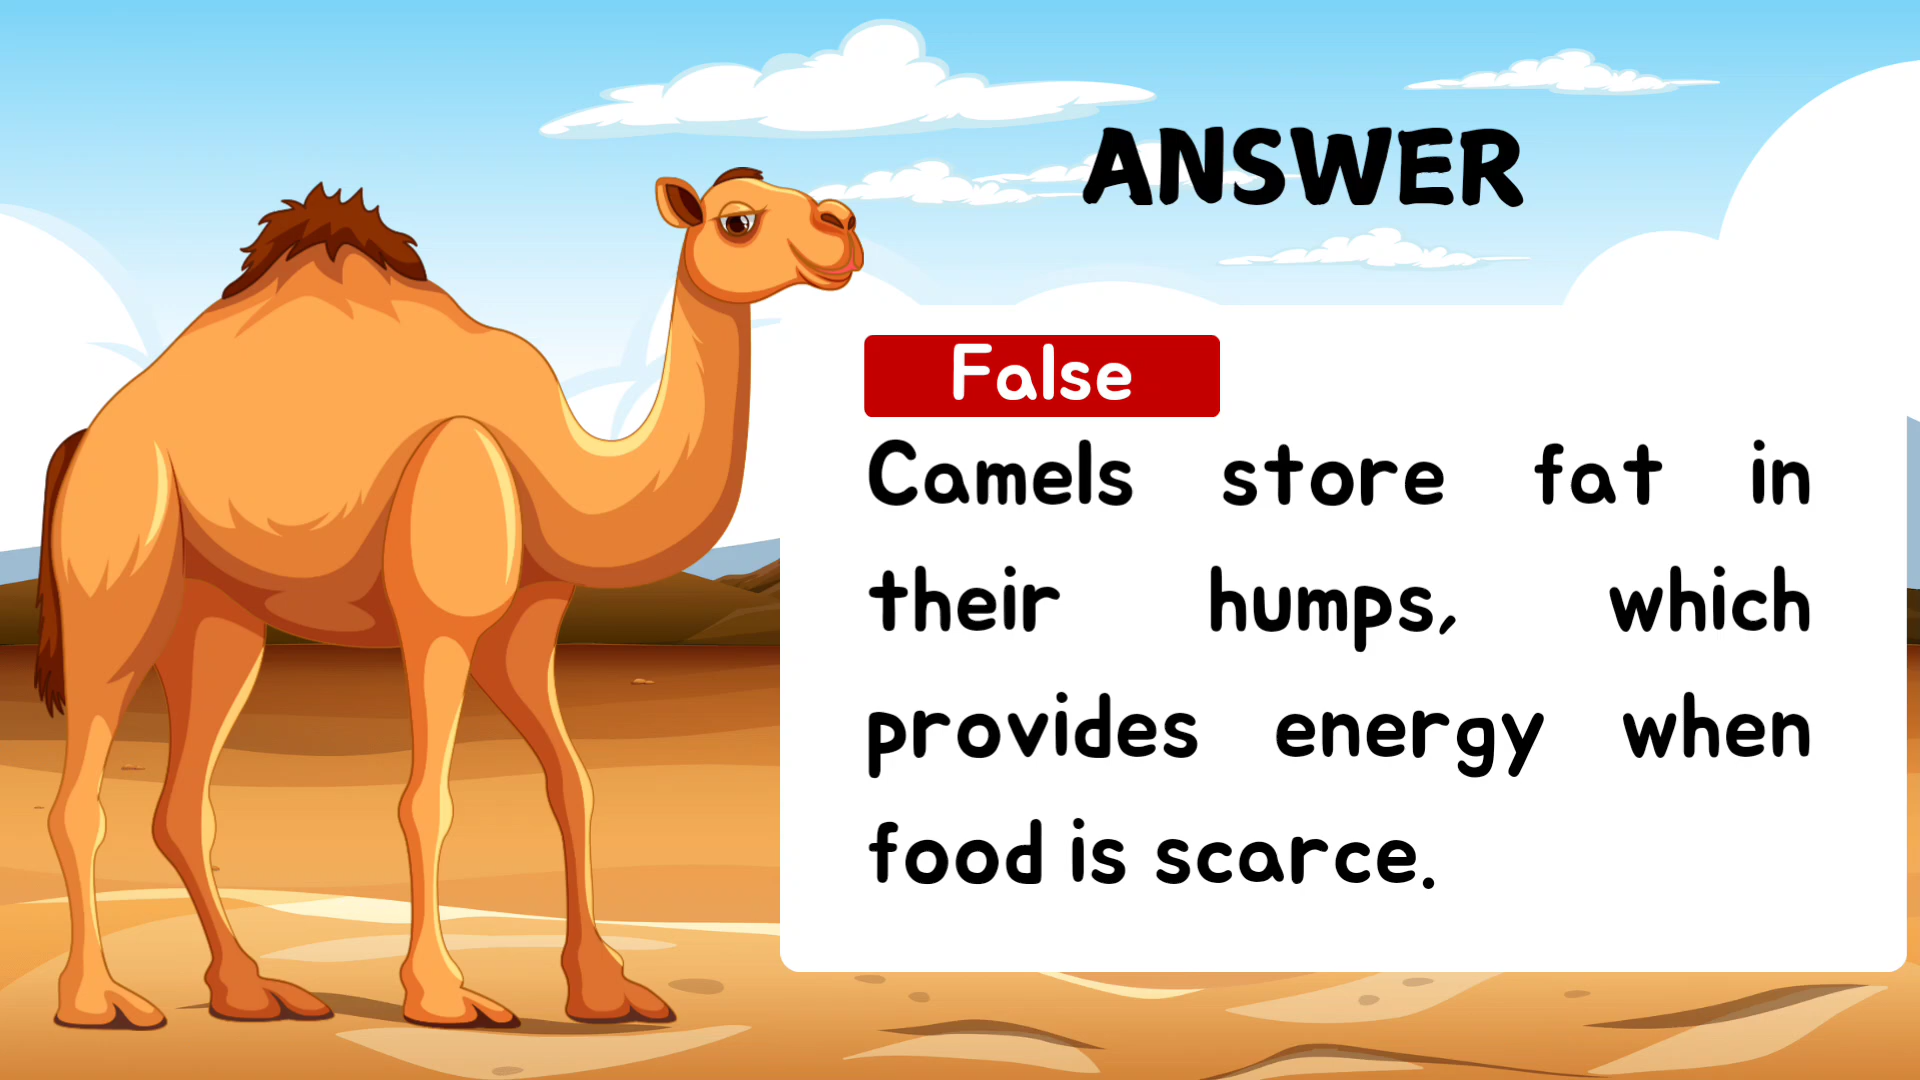 ANSWER
False
Camels store fat in
their humps, which
provides energy when
food is scarce.